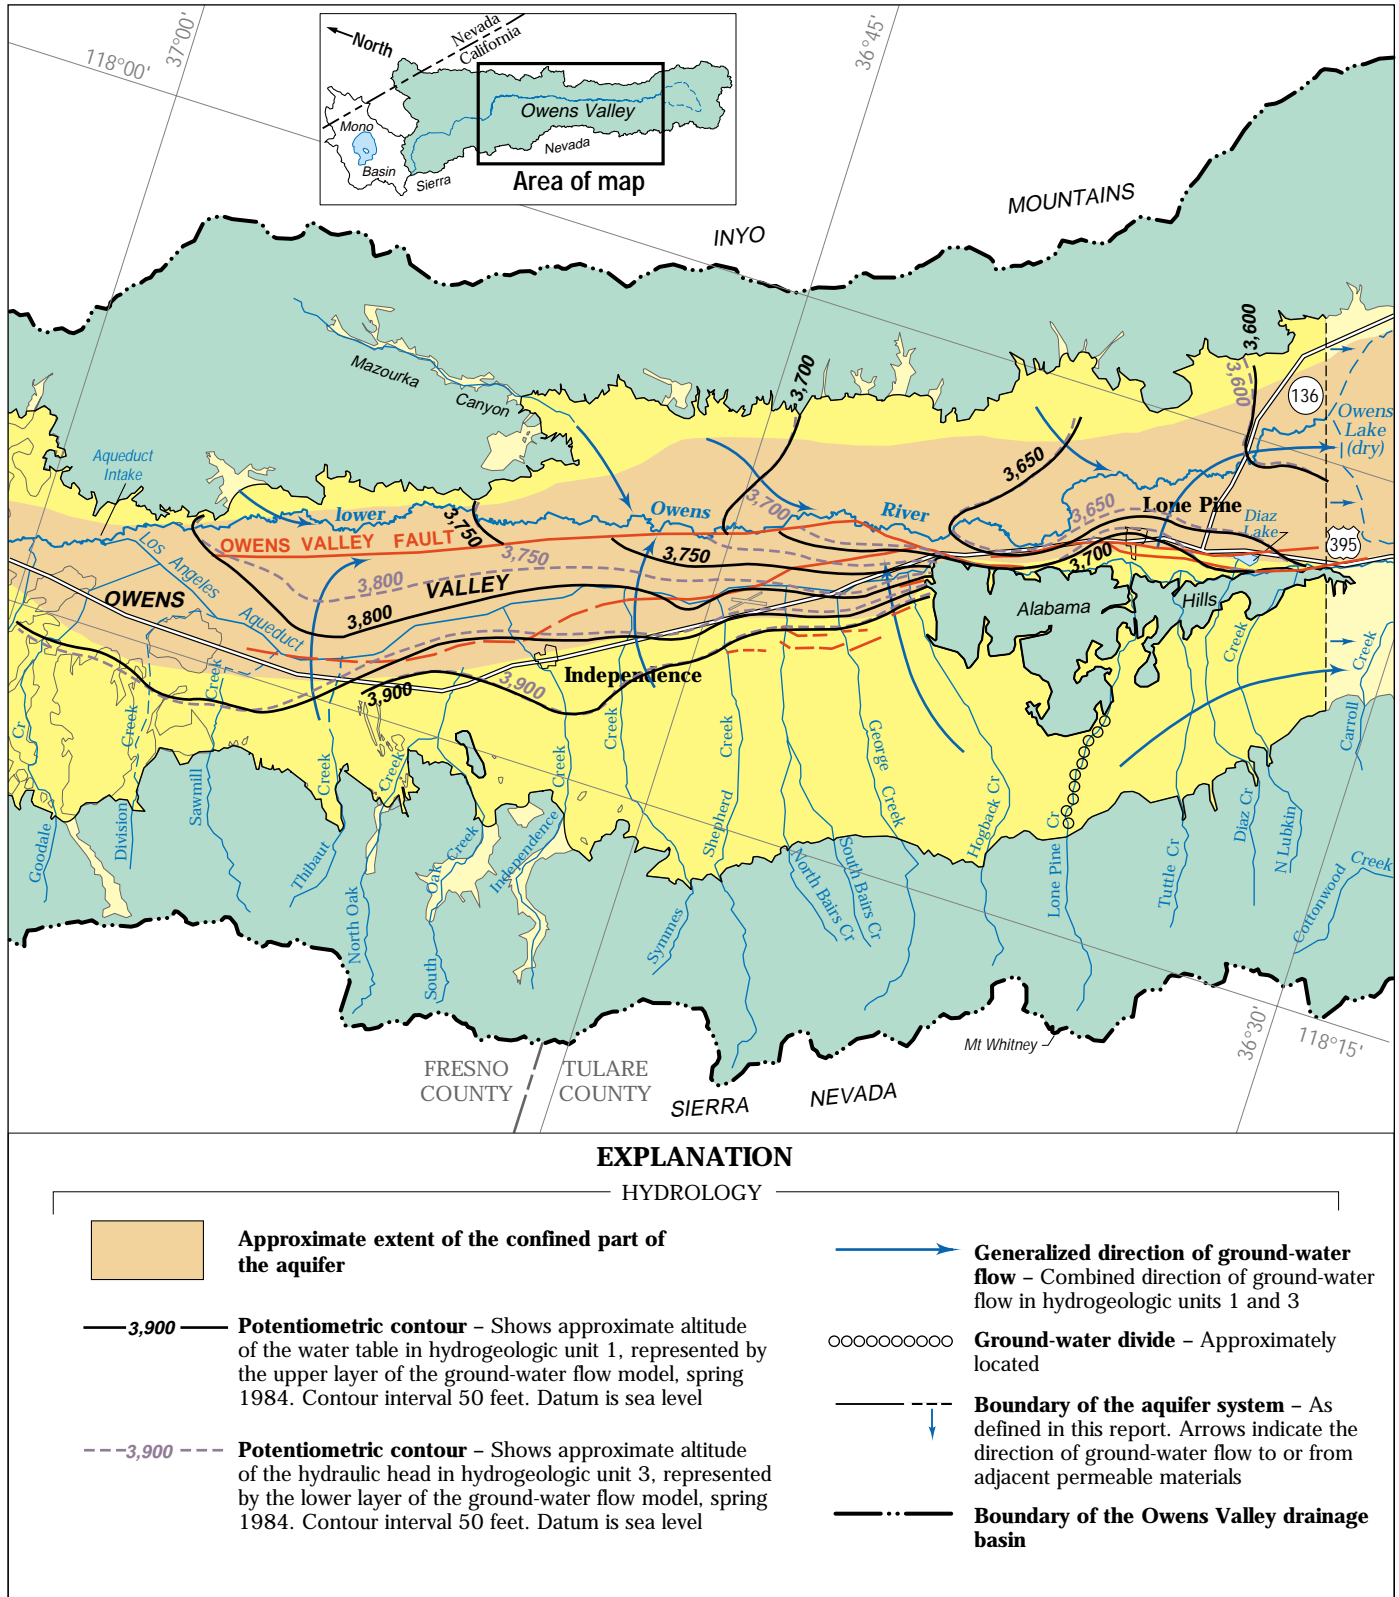 118°00'
37°00'
36°45'
North
Nevada
California
Mono
Basin
Owens Valley
Nevada
Sierra
Area of map
INYO
MOUNTAINS
Mazourka
Canyon
3,700
3,600
3,600
136
Owens
Lake
(dry)
Aqueduct
Intake
lower
Owens
River
3,750
3,700
3,650
3,650
Lone Pine
Diaz
Lake
395
OWENS VALLEY FAULT
3,750
3,750
3,700
Los Angeles
Aqueduct
OWENS
VALLEY
3,800
3,800
Alabama
Hills
3,900
3,900
Independence
Goodale
Cr
Division
Creek
Sawmill
Creek
Thibaut
Creek
North Oak
Creek
South
Oak
Creek
Independence
Creek
Symmes
Creek
Shepherd
Creek
North Bairs Cr
South Bairs Cr
George
Creek
Hogback Cr
Lone Pine
Cr
Tuttle Cr
Diaz Cr
Creek
N Lubkin
Carroll
Creek
Cottonwood
Creek
Mt Whitney
36°30'
118°15'
FRESNO
COUNTY
TULARE
COUNTY
SIERRA
NEVADA
EXPLANATION
HYDROLOGY
Approximate extent of the confined part of
the aquifer
3,900
Potentiometric contour – Shows approximate altitude
of the water table in hydrogeologic unit 1, represented by
the upper layer of the ground-water flow model, spring
1984. Contour interval 50 feet. Datum is sea level
3,900
Potentiometric contour – Shows approximate altitude
of the hydraulic head in hydrogeologic unit 3, represented
by the lower layer of the ground-water flow model, spring
1984. Contour interval 50 feet. Datum is sea level
Generalized direction of ground-water
flow – Combined direction of ground-water
flow in hydrogeologic units 1 and 3
Ground-water divide – Approximately
located
Boundary of the aquifer system – As
defined in this report. Arrows indicate the
direction of ground-water flow to or from
adjacent permeable materials
Boundary of the Owens Valley drainage
basin